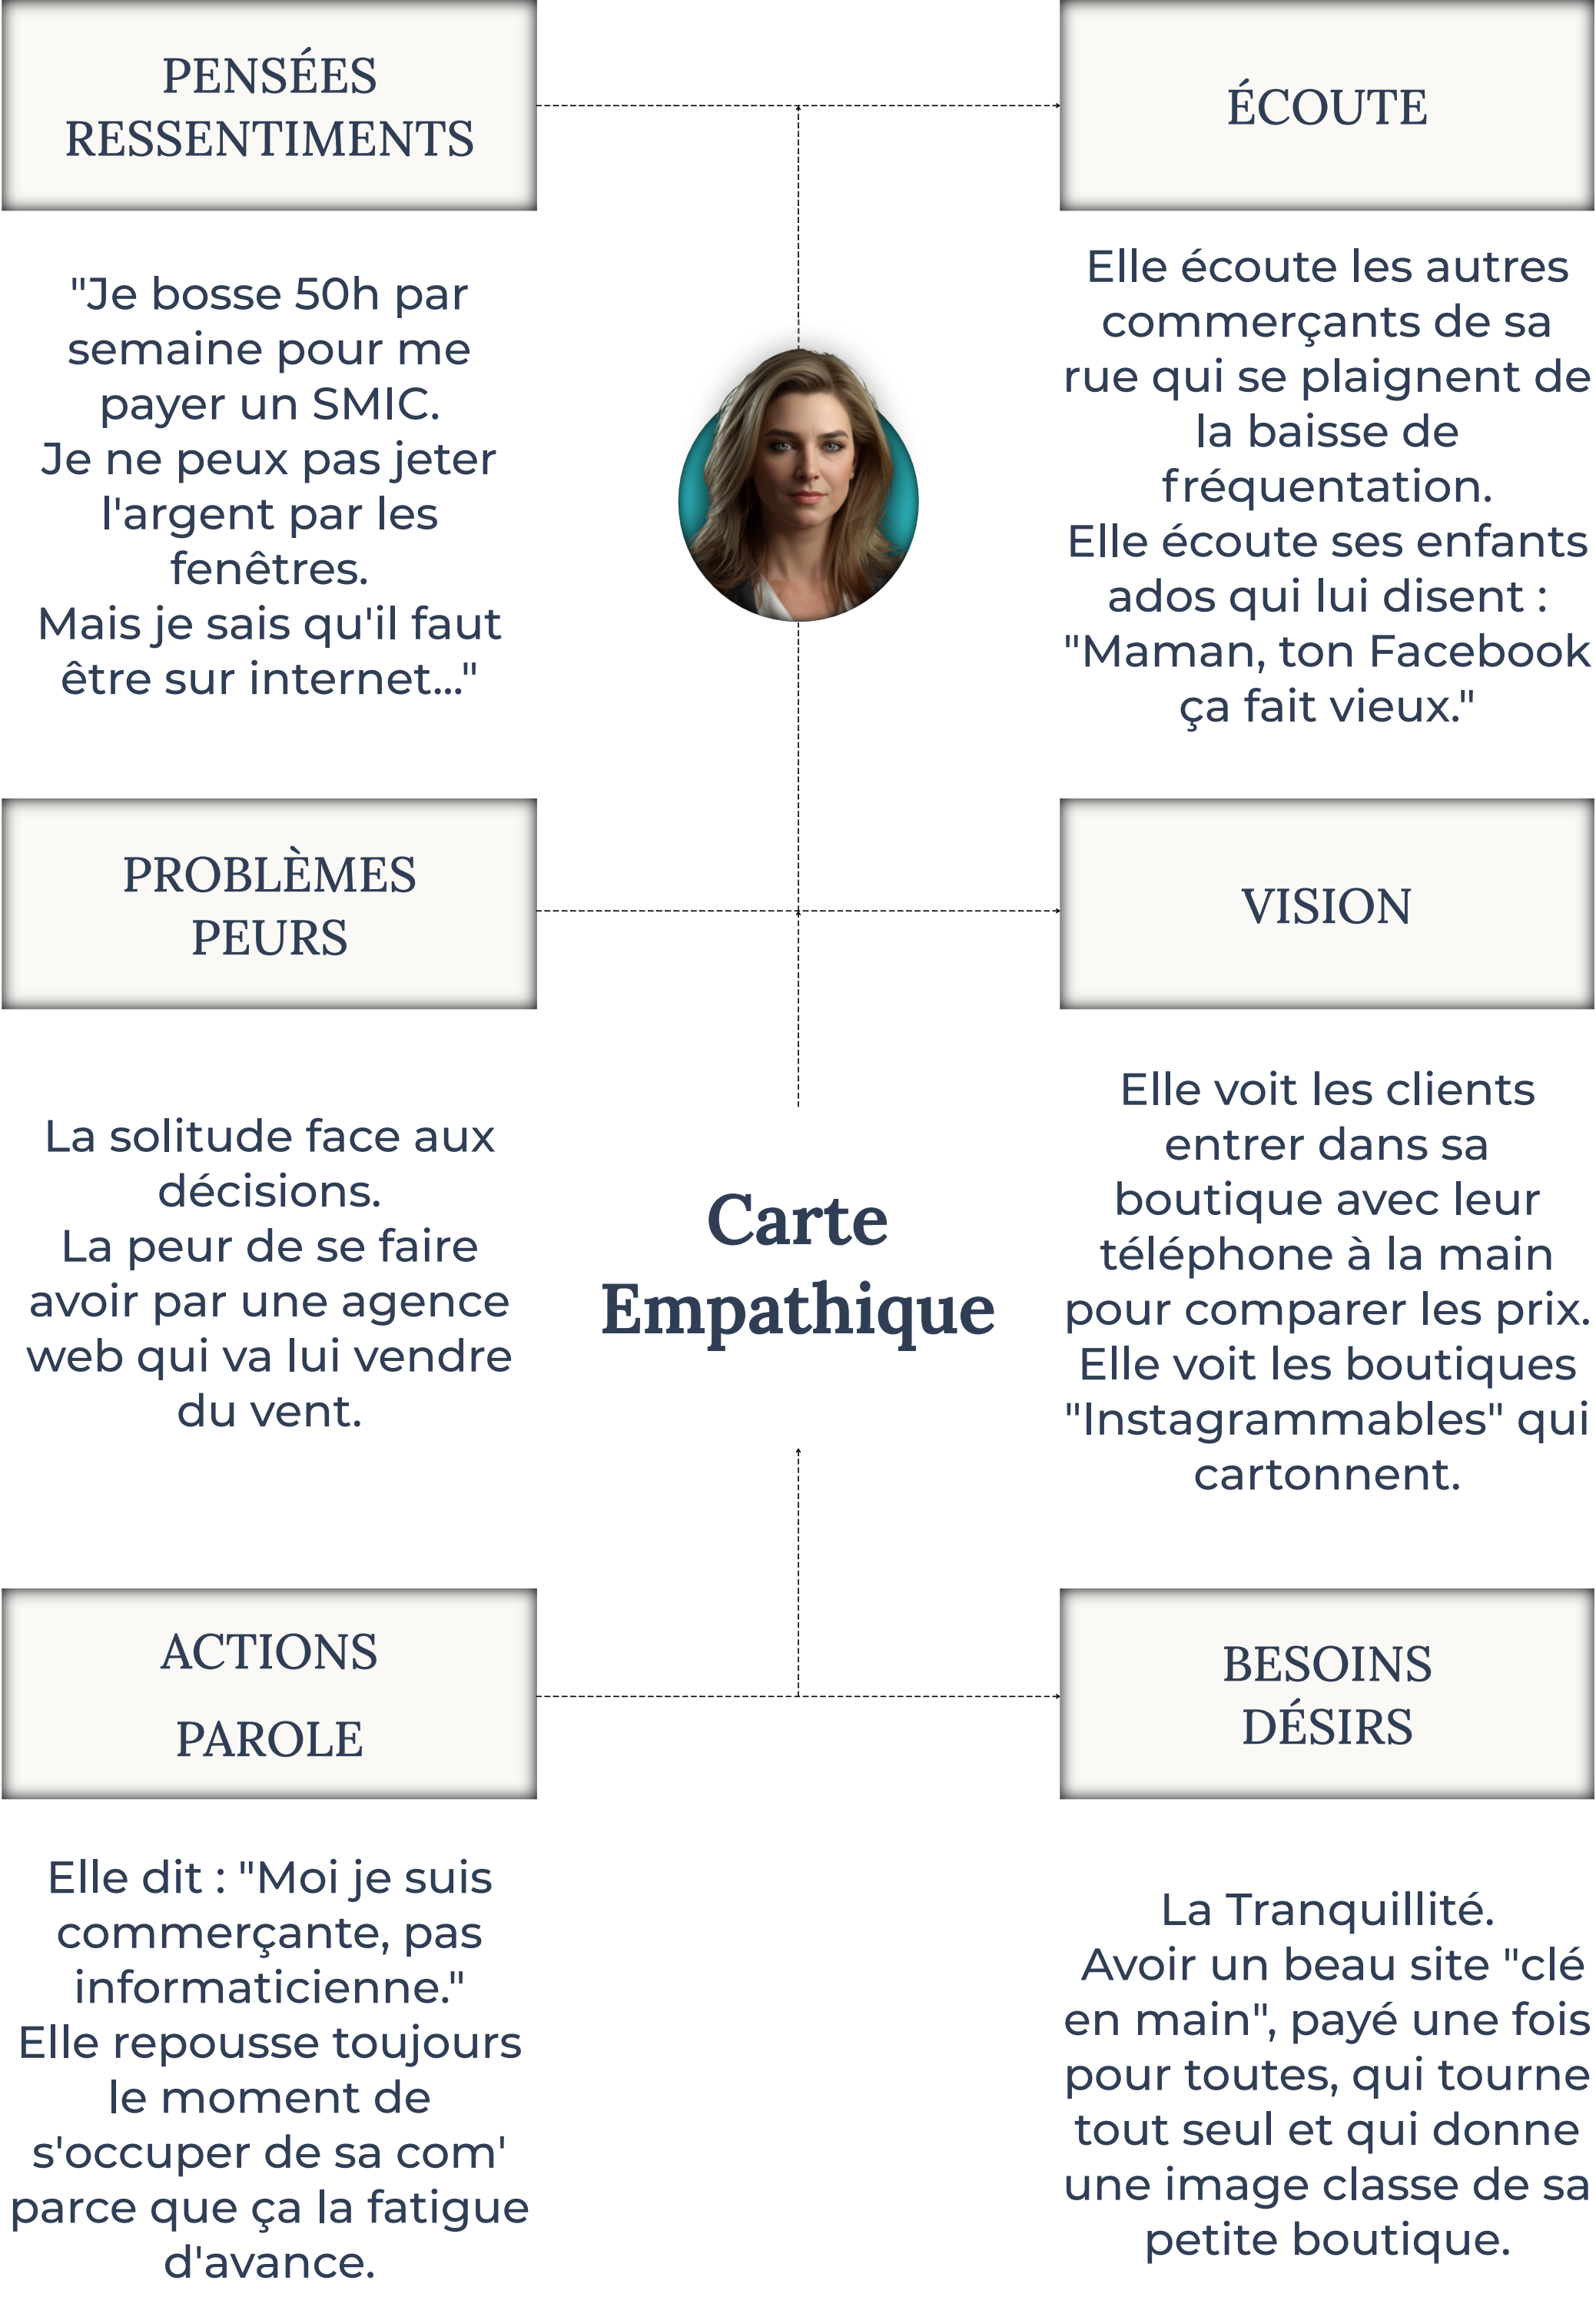 PENSÉES
RESSENTIMENTS
"Je bosse 50h par
semaine pour me
payer un SMIC.
Je ne peux pas jeter
l'argent par les
fenêtres.
Mais je sais qu'il faut
être sur internet..."
ÉCOUTE
Elle écoute les autres
commerçants de sa
rue qui se plaignent de
la baisse de
fréquentation.
Elle écoute ses enfants
ados qui lui disent :
"Maman, ton Facebook
ça fait vieux."
PROBLÈMES
PEURS
La solitude face aux
décisions.
La peur de se faire
avoir par une agence
web qui va lui vendre
du vent.
Carte
Empathique
VISION
Elle voit les clients
entrer dans sa
boutique avec leur
téléphone à la main
pour comparer les prix.
Elle voit les boutiques
"Instagrammables" qui
cartonnent.
ACTIONS
PAROLE
Elle dit : "Moi je suis
commerçante, pas
informaticienne."
Elle repousse toujours
le moment de
s'occuper de sa com'
parce que ça la fatigue
d'avance.
BESOINS
DÉSIRS
La Tranquillité.
Avoir un beau site "clé
en main", payé une fois
pour toutes, qui tourne
tout seul et qui donne
une image classe de sa
petite boutique.